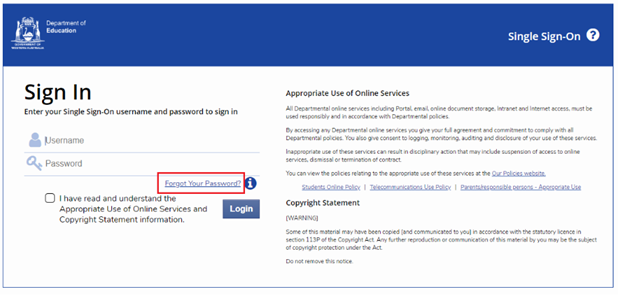 Department of
Education
GOVERNMENT OF
WESTERN AUSTRALIA
Single Sign-On ?
Sign In
Enter your Single Sign-On username and password to sign in
Username
Password
Forgot Your Password? i
I have read and understand the
Appropriate Use of Online Services and
Copyright Statement information.
Login
Appropriate Use of Online Services
All Departmental online services including Portal, email, online document storage, Intranet and Internet access, must be
used responsibly and in accordance with Departmental policies.
By accessing any Departmental online services you give your full agreement and commitment to comply with all
Departmental policies. You also give consent to logging, monitoring, auditing and disclosure of your use of these services.
Inappropriate use of these services can result in disciplinary action that may include suspension of access to online
services, dismissal or termination of contract.
You can view the policies relating to the appropriate use of these services at the Our Policies website.
Students Online Policy | Telecommunications Use Policy | Parents/responsible persons - Appropriate Use
Copyright Statement
[WARNING]
Some of this material may have been copied [and communicated to you] in accordance with the statutory licence in
section 113P of the Copyright Act. Any further reproduction or communication of this material by you may be the subject
of copyright protection under the Act.
Do not remove this notice.